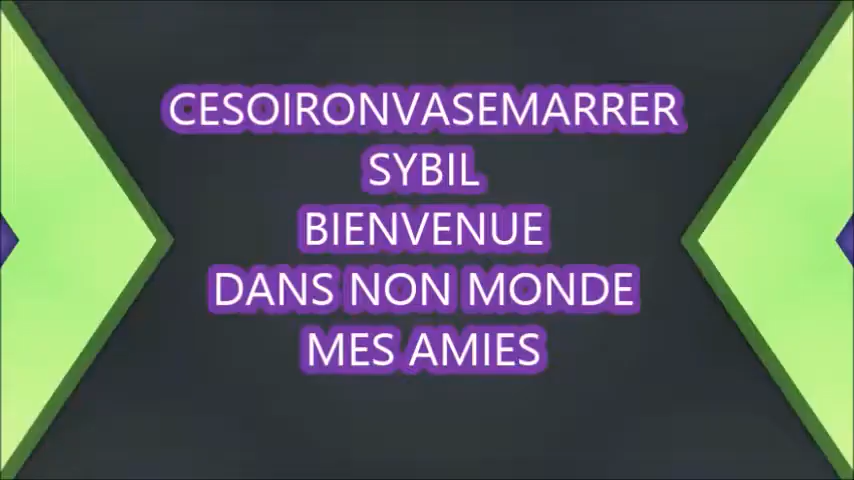 CESOIRONVASEMARRER
SYBIL
BIENVENUE
DANS NON MONDE
MES AMIES